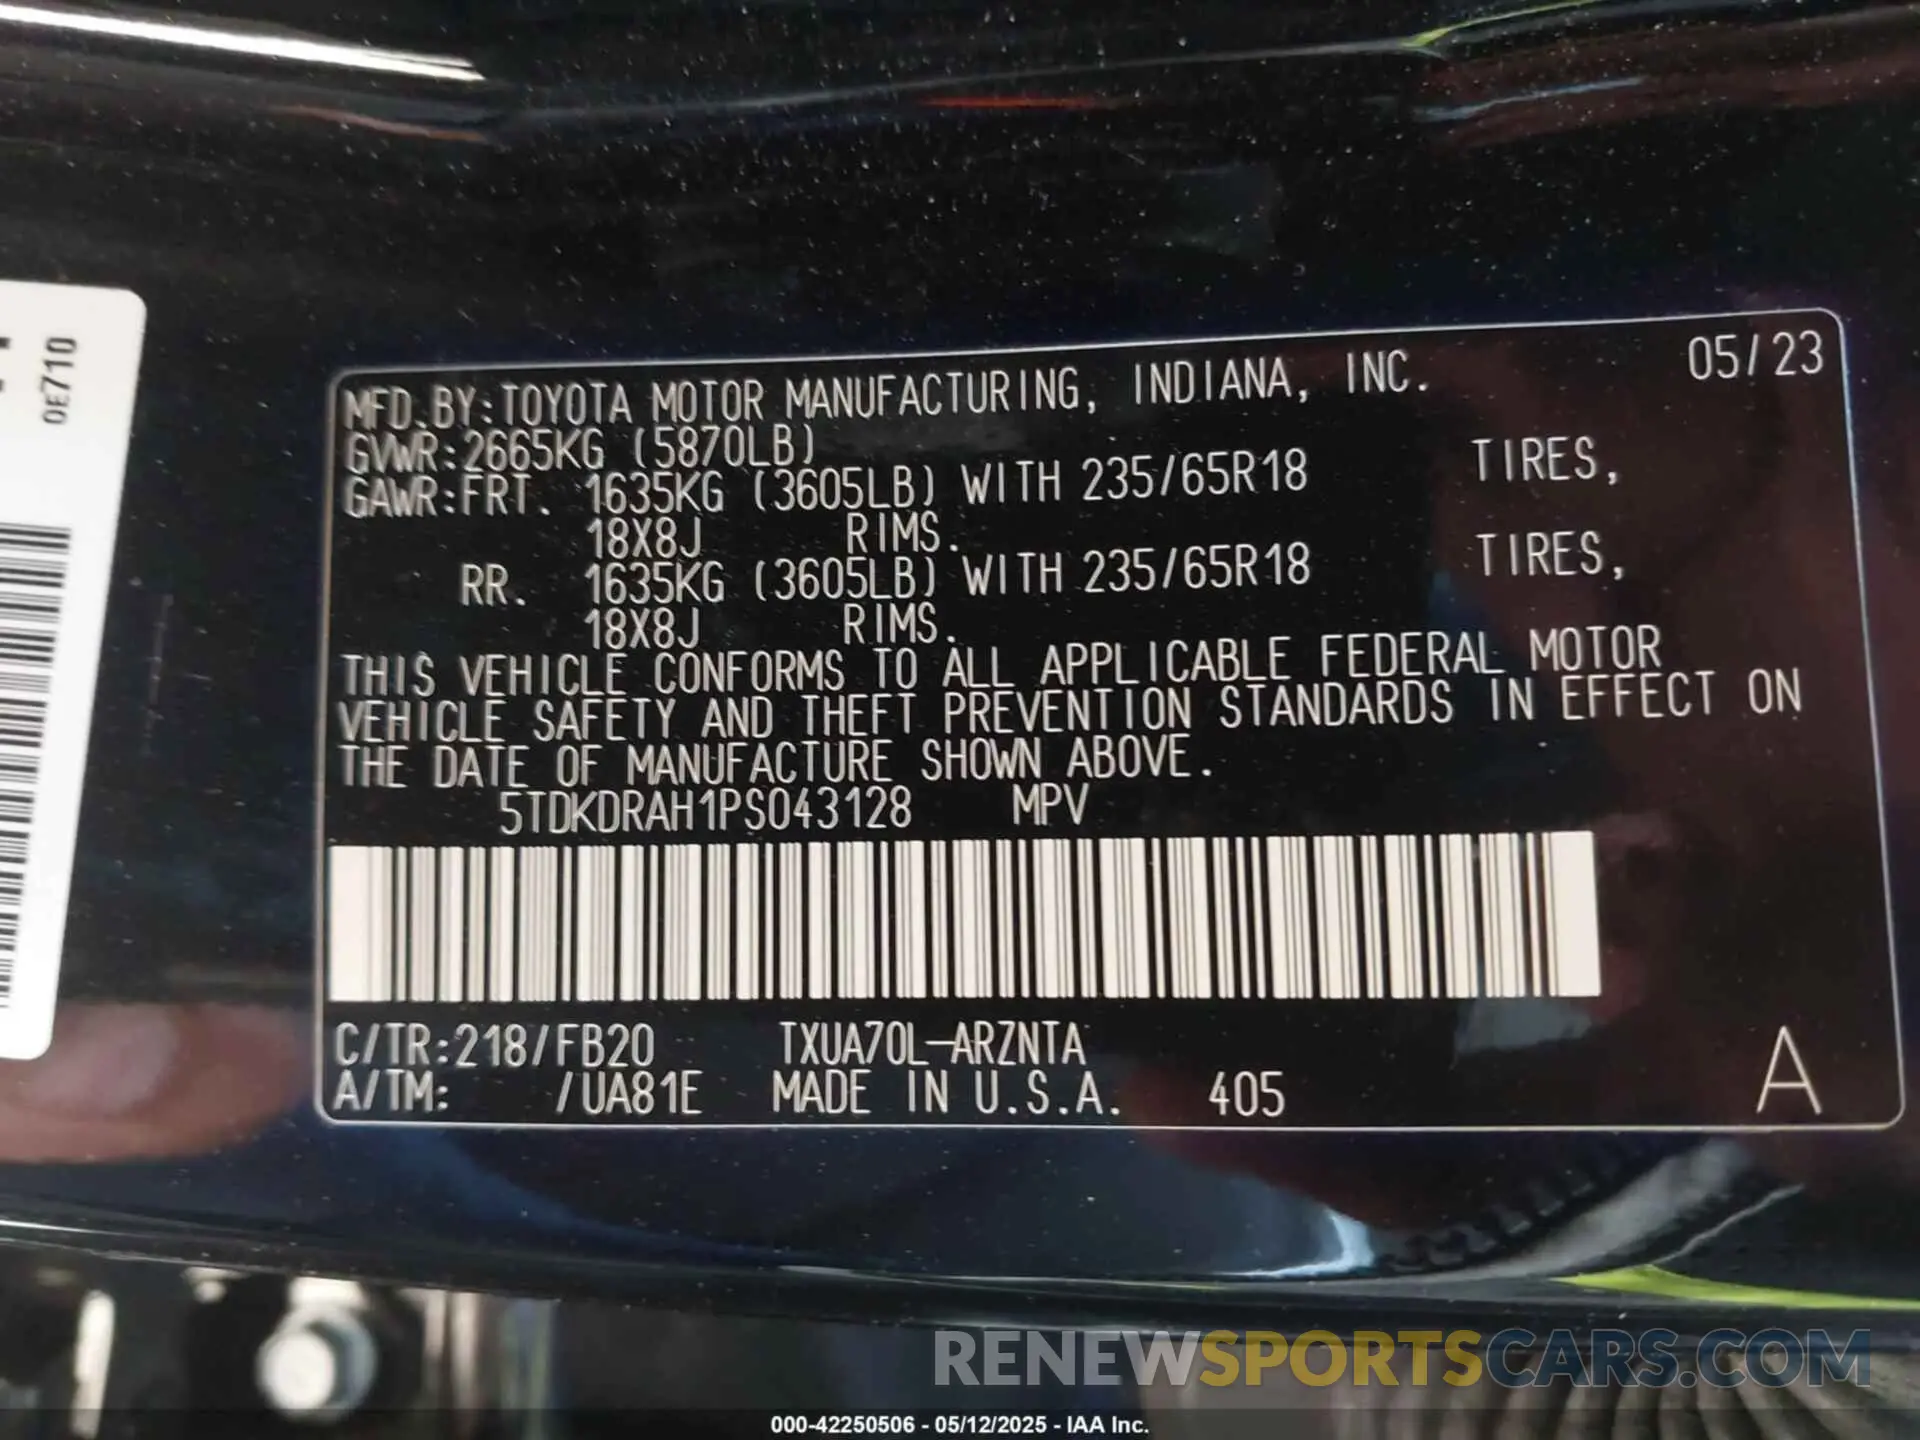 0E710
MFD.BY:TOYOTA MOTOR MANUFACTURING, INDIANA, INC. 05/23
GVWR:2665KG (5870LB)
GAWR:FRT. 1635KG (3605LB) WITH 235/65R18 TIRES,
18X8J RIMS.
RR. 1635KG (3605LB) WITH 235/65R18 TIRES,
18X8J RIMS.
THIS VEHICLE CONFORMS TO ALL APPLICABLE FEDERAL MOTOR
VEHICLE SAFETY AND THEFT PREVENTION STANDARDS IN EFFECT ON
THE DATE OF MANUFACTURE SHOWN ABOVE.
5TDKDRAH1PS043128 MPV
C/TR:218/FB20 TXUA70L-ARZNTA
A/TM: /UA81E MADE IN U.S.A. 405 A
RENEWSPORTSCARS.COM
000-42250506 - 05/12/2025 - IAA Inc.